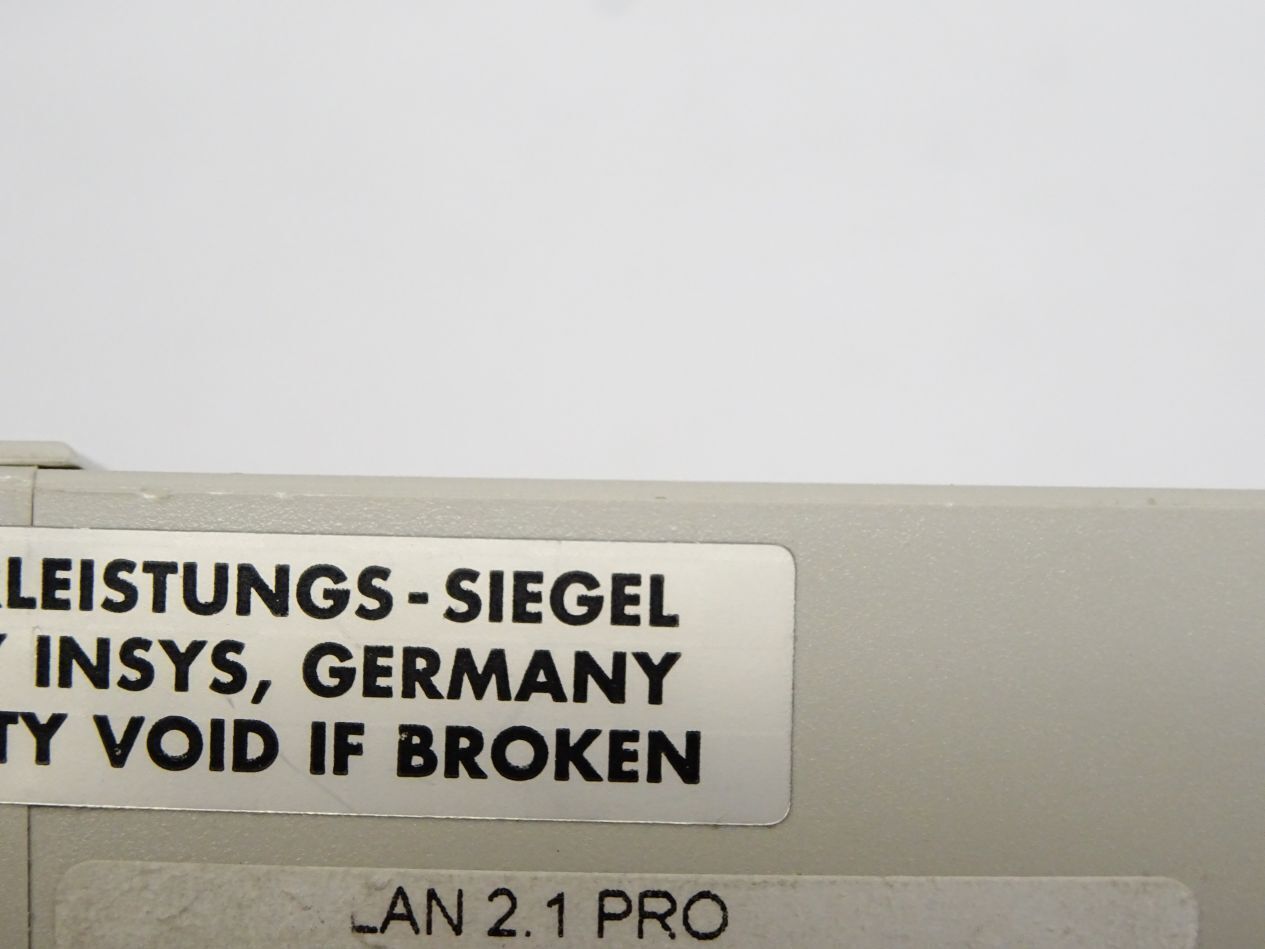 LEISTUNGS - SIEGEL
INSYS, GERMANY
TY VOID IF BROKEN
LAN 2.1 PRO